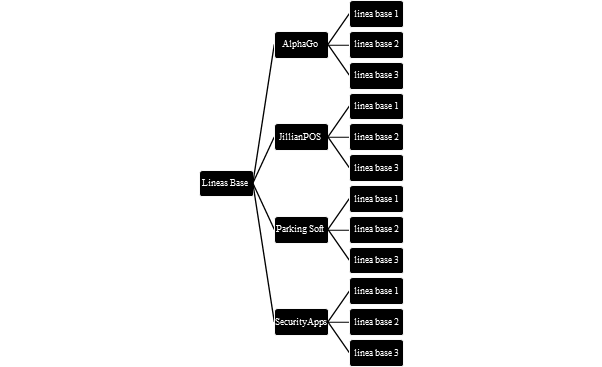 Lineas Base
AlphaGo
linea base 1
linea base 2
linea base 3
JillianPOS
linea base 1
linea base 2
linea base 3
Parking Soft
linea base 1
linea base 2
linea base 3
SecurityApps
linea base 1
linea base 2
linea base 3